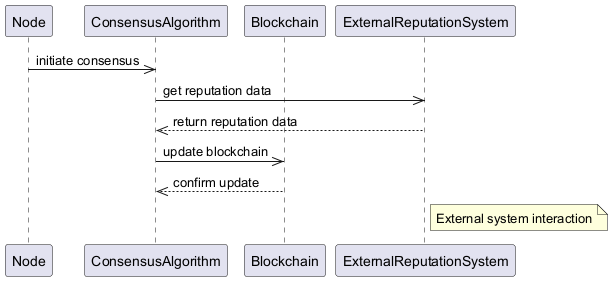 Node ConsensusAlgorithm Blockchain ExternalReputationSystem
initiate consensus
get reputation data
return reputation data
update blockchain
confirm update
External system interaction
Node ConsensusAlgorithm Blockchain ExternalReputationSystem